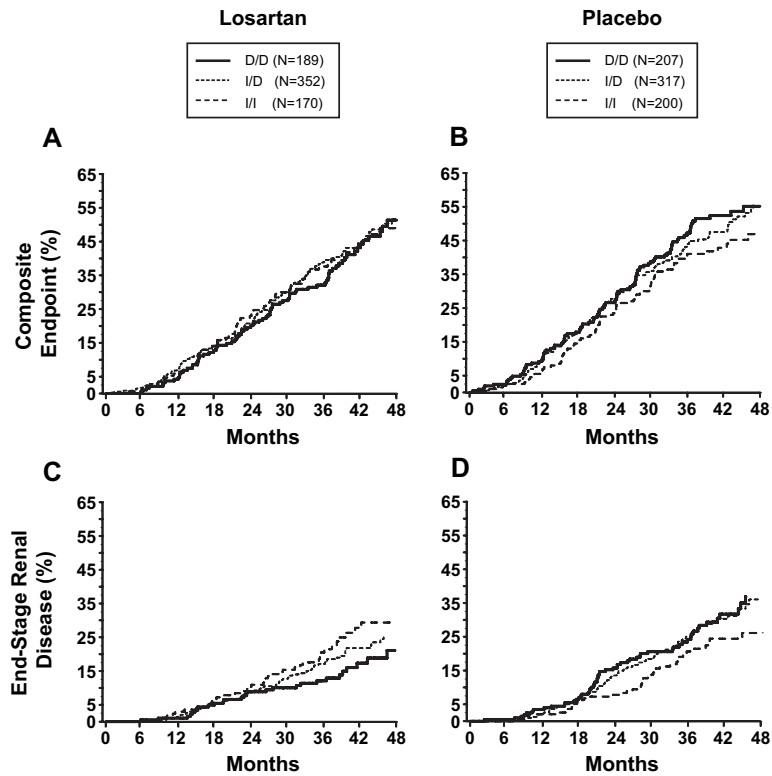 Losartan
Placebo
D/D (N=189)
I/D (N=352)
I/I (N=170)
D/D (N=207)
I/D (N=317)
I/I (N=200)
A
B
Composite
Endpoint (%)
65
55
45
35
25
15
5
0
0 6 12 18 24 30 36 42 48
Months
65
55
45
35
25
15
5
0
0 6 12 18 24 30 36 42 48
Months
C
D
End-Stage Renal
Disease (%)
65
55
45
35
25
15
5
0
0 6 12 18 24 30 36 42 48
Months
65
55
45
35
25
15
5
0
0 6 12 18 24 30 36 42 48
Months